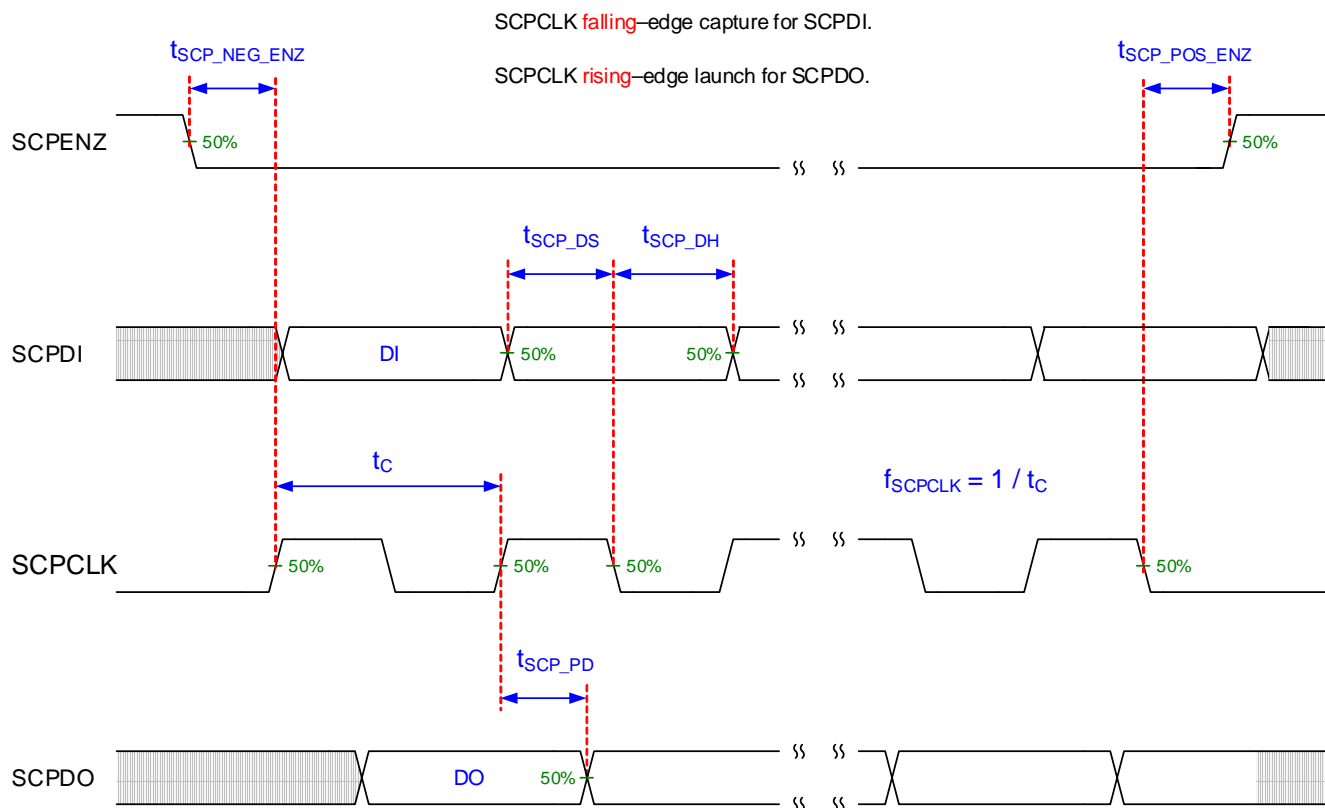 SCPCLK falling–edge capture for SCPDI.
SCPCLK rising–edge launch for SCPDO.
tSCP_NEG_ENZ
tSCP_POS_ENZ
SCPENZ
50%
50%
tSCP_DS
tSCP_DH
SCPDI
DI
50%
50%
tC
fSCPCLK = 1 / tC
SCPCLK
50%
50%
50%
50%
tSCP_PD
SCPDO
DO
50%